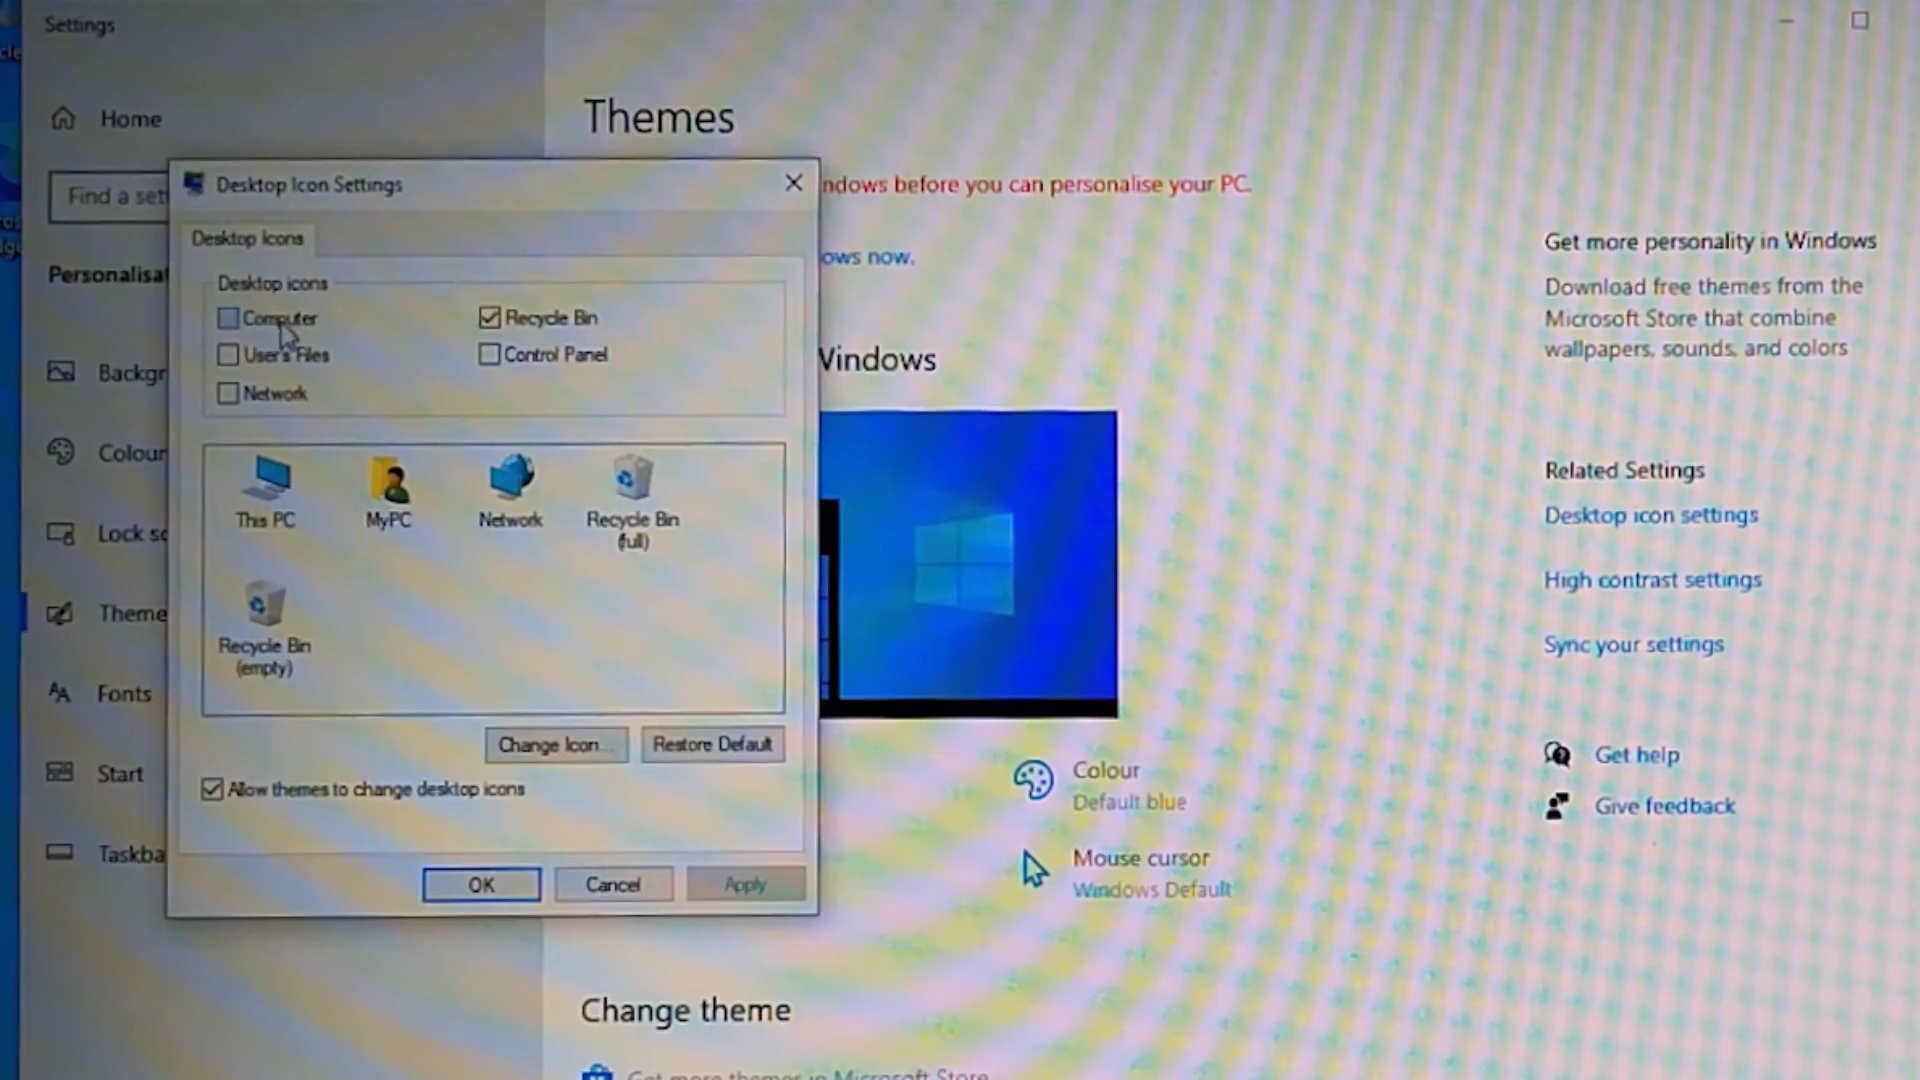 Settings
Home
Find a set
Personalisa
Backgr
Colour
Lock sc
Theme
Fonts
Start
Taskba
Desktop Icon Settings
Desktop Icons
Desktop icons
Computer
Recycle Bin
User's Files
Control Panel
Network
This PC
MyPC
Network
Recycle Bin
(full)
Recycle Bin
(empty)
Change Icon...
Restore Default
Allow themes to change desktop icons
OK
Cancel
Apply
Themes
ndows before you can personalise your PC.
ows now.
Windows
Colour
Default blue
Mouse cursor
Windows Default
Change theme
Get more themes in Microsoft Store
Get more personality in Windows
Download free themes from the
Microsoft Store that combine
wallpapers, sounds, and colors
Related Settings
Desktop icon settings
High contrast settings
Sync your settings
Get help
Give feedback